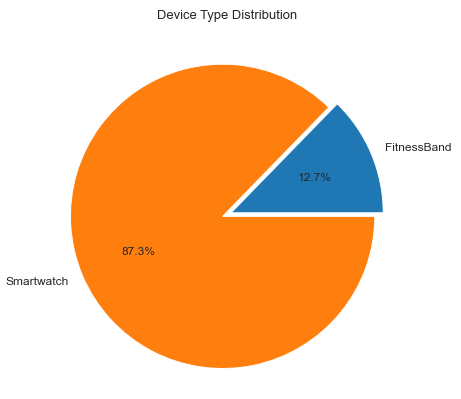 Device Type Distribution
FitnessBand
12.7%
87.3%
Smartwatch